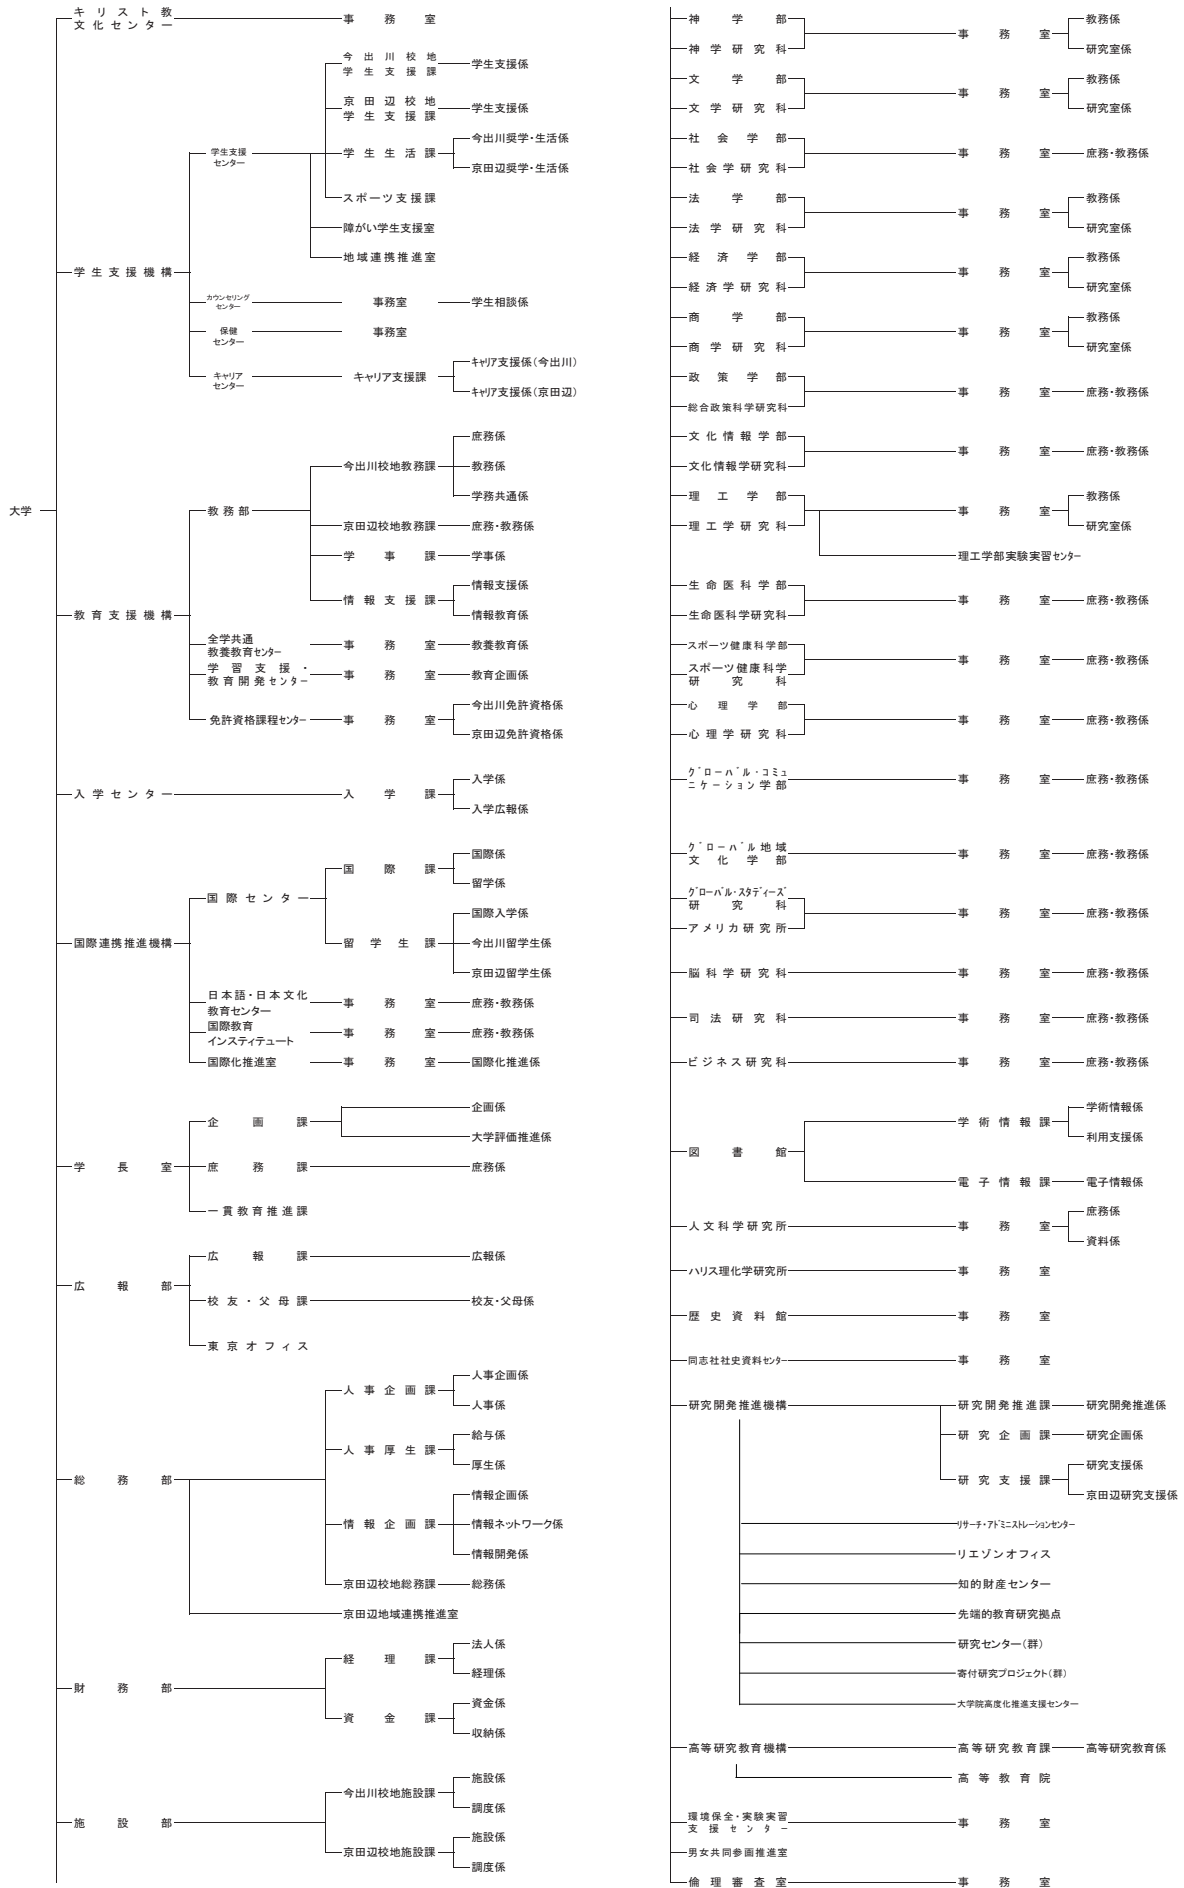 大学
キリスト教
文化センター
事務室
学生支援機構
学生支援
センター
今出川校地
学生支援課
学生支援係
京田辺校地
学生支援課
学生支援係
学生生活課
今出川奨学・生活係
京田辺奨学・生活係
スポーツ支援課
障がい学生支援室
地域連携推進室
カウンセリング
センター
事務室
学生相談係
保健
センター
事務室
キャリア
センター
キャリア支援課
キャリア支援係(今出川)
キャリア支援係(京田辺)
教育支援機構
教務部
今出川校地教務課
庶務係
教務係
学務共通係
京田辺校地教務課
庶務・教務係
学事課
学事係
情報支援課
情報支援係
情報教育係
全学共通
教養教育センター
事務室
教養教育係
学習支援・
教育開発センター
事務室
教育企画係
免許資格課程センター
事務室
今出川免許資格係
京田辺免許資格係
入学センター
入学課
入学係
入学広報係
国際連携推進機構
国際センター
国際課
国際係
留学係
留学生課
国際入学係
今出川留学生係
京田辺留学生係
日本語・日本文化
教育センター
事務室
庶務・教務係
国際教育
インスティテュート
事務室
庶務・教務係
国際化推進室
事務室
国際化推進係
学長室
企画課
企画係
大学評価推進係
庶務課
庶務係
一貫教育推進課
広報部
広報課
広報係
校友・父母課
校友・父母係
東京オフィス
総務部
人事企画課
人事企画係
人事係
人事厚生課
給与係
厚生係
情報企画課
情報企画係
情報ネットワーク係
情報開発係
京田辺校地総務課
総務係
京田辺地域連携推進室
財務部
経理課
法人係
経理係
資金課
資金係
収納係
施設部
今出川校地施設課
施設係
調度係
京田辺校地施設課
施設係
調度係
神学部
神学研究科
事務室
教務係
研究室係
文学部
文学研究科
事務室
教務係
研究室係
社会学部
社会学研究科
事務室
庶務・教務係
法学部
法学研究科
事務室
教務係
研究室係
経済学部
経済学研究科
事務室
教務係
研究室係
商学部
商学研究科
事務室
教務係
研究室係
政策学部
総合政策科学研究科
事務室
庶務・教務係
文化情報学部
文化情報学研究科
事務室
庶務・教務係
理工学部
理工学研究科
事務室
教務係
研究室係
理工学部実験実習センター
生命医科学部
生命医科学研究科
事務室
庶務・教務係
スポーツ健康科学部
スポーツ健康科学
研究科
事務室
庶務・教務係
心理学部
心理学研究科
事務室
庶務・教務係
グローバル・コミュ
ニケーション学部
事務室
庶務・教務係
グローバル地域
文化学部
事務室
庶務・教務係
グローバル・スタディーズ
研究科
アメリカ研究所
事務室
庶務・教務係
脳科学研究科
事務室
庶務・教務係
司法研究科
事務室
庶務・教務係
ビジネス研究科
事務室
庶務・教務係
図書館
学術情報課
学術情報係
利用支援係
電子情報課
電子情報係
人文科学研究所
事務室
庶務係
資料係
ハリス理化学研究所
事務室
歴史資料館
事務室
同志社社史資料センター
事務室
研究開発推進機構
研究開発推進課
研究開発推進係
研究企画課
研究企画係
研究支援課
研究支援係
京田辺研究支援係
リサーチ・アドミニストレーションセンター
リエゾンオフィス
知的財産センター
先端的教育研究拠点
研究センター(群)
寄付研究プロジェクト(群)
大学院高度化推進支援センター
高等研究教育機構
高等研究教育課
高等研究教育係
高等教育院
環境保全・実験実習
支援センター
事務室
男女共同参画推進室
倫理審査室
事務室